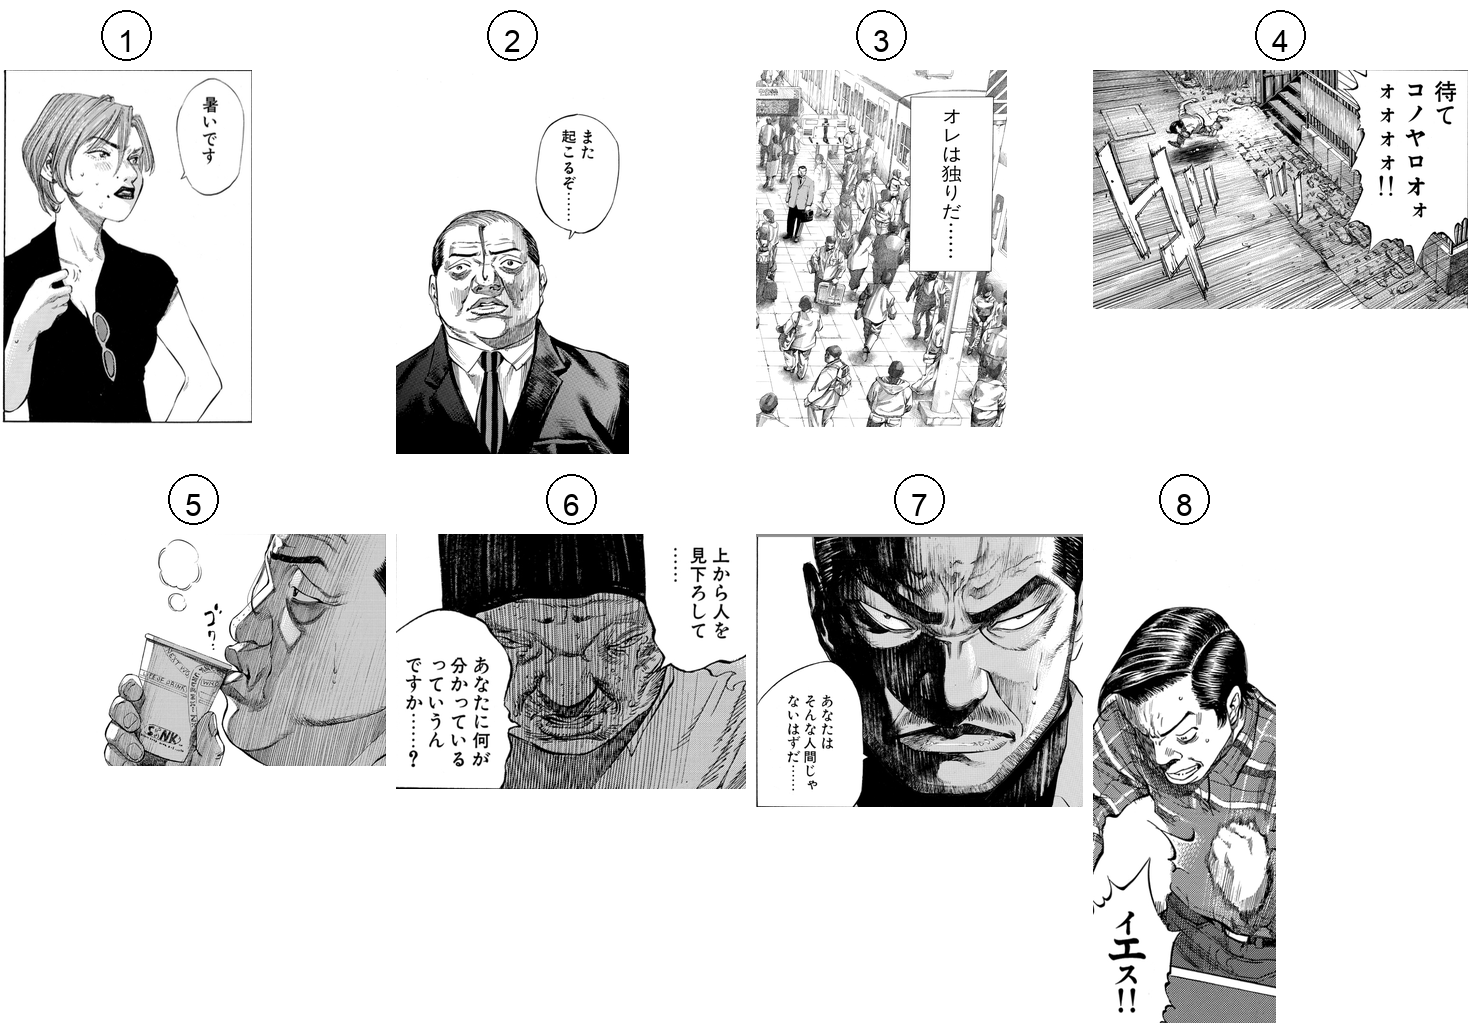 1
暑いです
2
また
起こるぞ……
3
オレは独りだ……
4
待て
コノヤロオォ
ォォォォ!!
5
ゴク…
6
上から人を
見下ろして
……
あなたに何が
分かっている
っていうん
ですか……?
7
あなたは
そんな人間じゃ
ないはずだ……
8
イエス!!